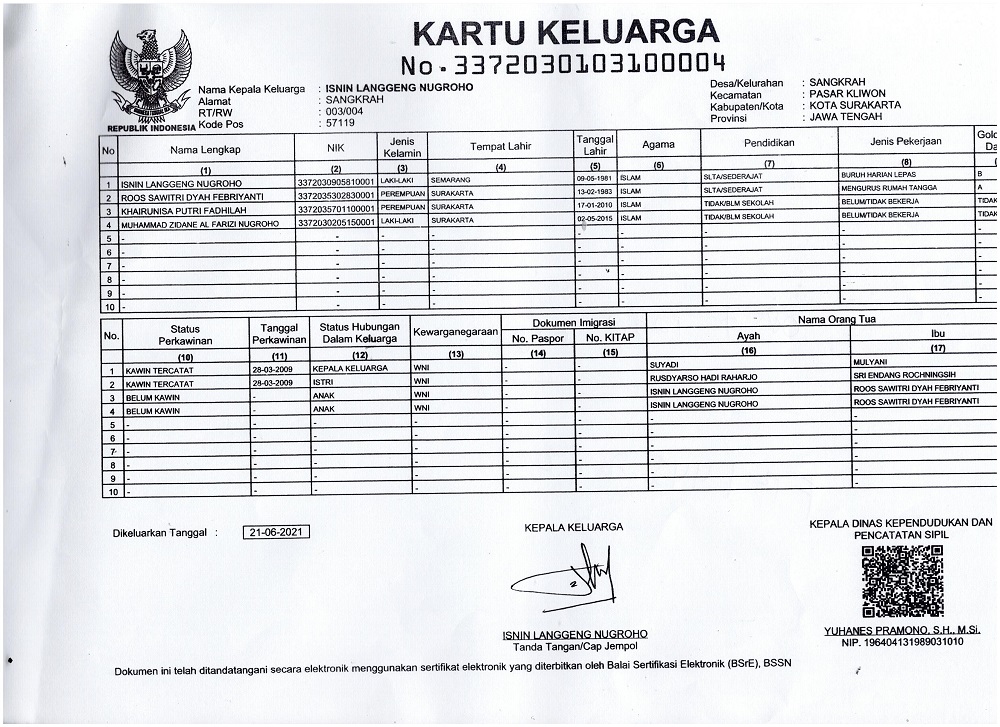 KARTU KELUARGA
No. 3372030103100004
REPUBLIK INDONESIA
Nama Kepala Keluarga : ISNIN LANGGENG NUGROHO
Alamat : SANGKRAH
RT/RW : 003/004
Kode Pos : 57119
Desa/Kelurahan : SANGKRAH
Kecamatan : PASAR KLIWON
Kabupaten/Kota : KOTA SURAKARTA
Provinsi : JAWA TENGAH
No Nama Lengkap NIK Jenis Kelamin Tempat Lahir Tanggal Lahir Agama Pendidikan Jenis Pekerjaan Gol Da
(1) (2) (3) (4) (5) (6) (7) (8) (
1 ISNIN LANGGENG NUGROHO 3372030905810001 LAKI-LAKI SEMARANG 09-05-1981 ISLAM SLTA/SEDERAJAT BURUH HARIAN LEPAS B
2 ROOS SAWITRI DYAH FEBRIYANTI 3372035302830001 PEREMPUAN SURAKARTA 13-02-1983 ISLAM SLTA/SEDERAJAT MENGURUS RUMAH TANGGA A
3 KHAIRUNISA PUTRI FADHILAH 3372035701100001 PEREMPUAN SURAKARTA 17-01-2010 ISLAM TIDAK/BLM SEKOLAH BELUM/TIDAK BEKERJA TIDAK
4 MUHAMMAD ZIDANE AL FARIZI NUGROHO 3372030205150001 LAKI-LAKI SURAKARTA 02-05-2015 ISLAM TIDAK/BLM SEKOLAH BELUM/TIDAK BEKERJA TIDAK
5 - - - - - - - - -
6 - - - - - - - - -
7 - - - - - - - - -
8 - - - - - - - - -
9 - - - - - - - - -
10 - - - - - - - - -
No. Status Perkawinan Tanggal Perkawinan Status Hubungan Dalam Keluarga Kewarganegaraan Dokumen Imigrasi Nama Orang Tua
No. Paspor No. KITAP Ayah Ibu
(10) (11) (12) (13) (14) (15) (16) (17)
1 KAWIN TERCATAT 28-03-2009 KEPALA KELUARGA WNI - - SUYADI MULYANI
2 KAWIN TERCATAT 28-03-2009 ISTRI WNI - - RUSDYARSO HADI RAHARJO SRI ENDANG ROCHNINGSIH
3 BELUM KAWIN - ANAK WNI - - ISNIN LANGGENG NUGROHO ROOS SAWITRI DYAH FEBRIYANTI
4 BELUM KAWIN - ANAK WNI - - ISNIN LANGGENG NUGROHO ROOS SAWITRI DYAH FEBRIYANTI
5 - - - - - - - -
6 - - - - - - - -
7 - - - - - - - -
8 - - - - - - - -
9 - - - - - - - -
10 - - - - - - - -
Dikeluarkan Tanggal : 21-06-2021
KEPALA KELUARGA
ISNIN LANGGENG NUGROHO
Tanda Tangan/Cap Jempol
KEPALA DINAS KEPENDUDUKAN DAN
PENCATATAN SIPIL
YUHANES PRAMONO, S.H., M.Si.
NIP. 196404131989031010
Dokumen ini telah ditandatangani secara elektronik menggunakan sertifikat elektronik yang diterbitkan oleh Balai Sertifikasi Elektronik (BSrE), BSSN